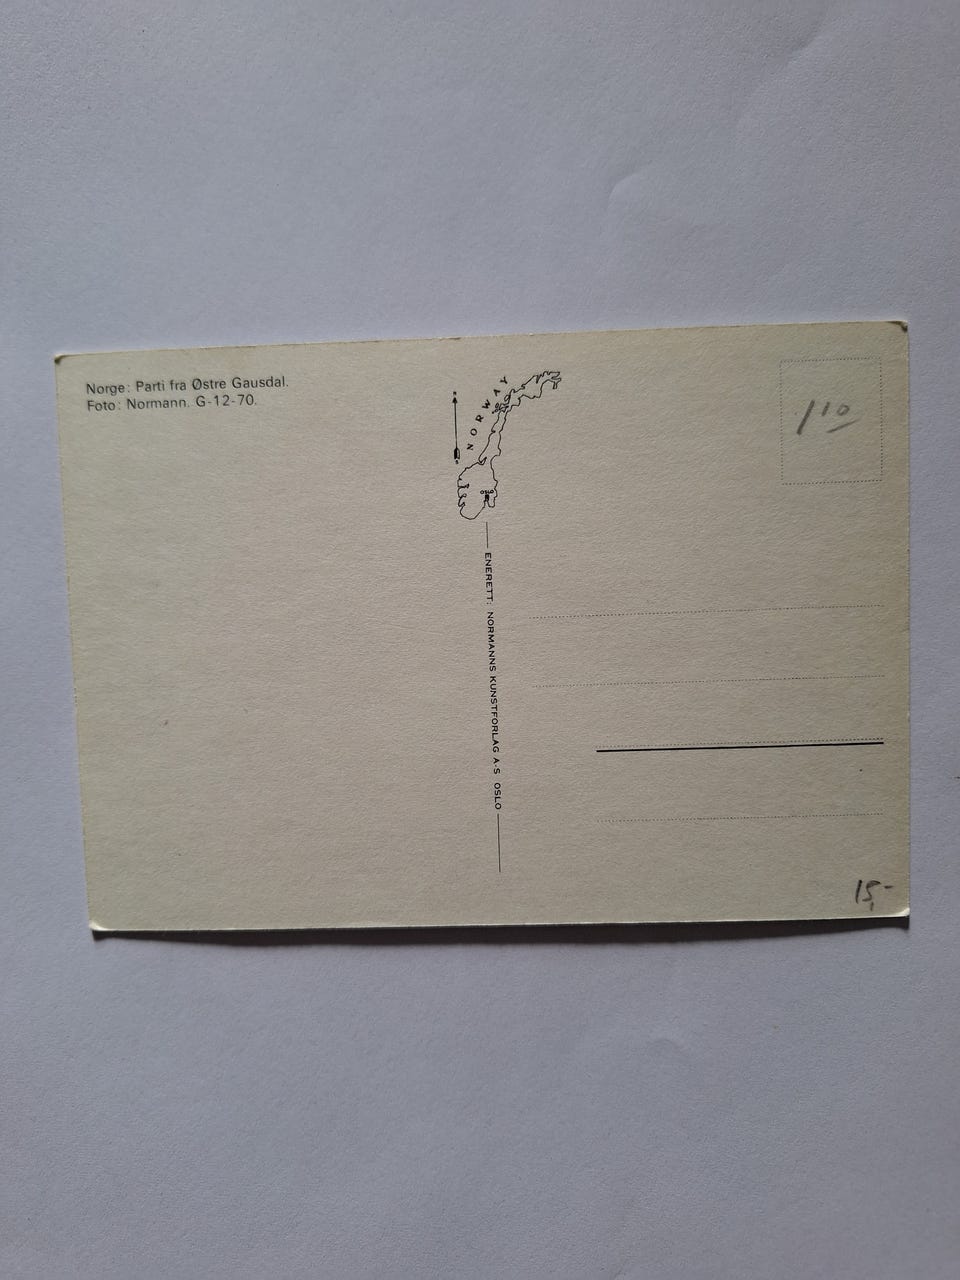 Norge: Parti fra Østre Gausdal.
Foto: Normann. G-12-70.
NORWAY
OSLO
ENERETT: NORMANNS KUNSTFORLAG A-S OSLO
1 10
15,-